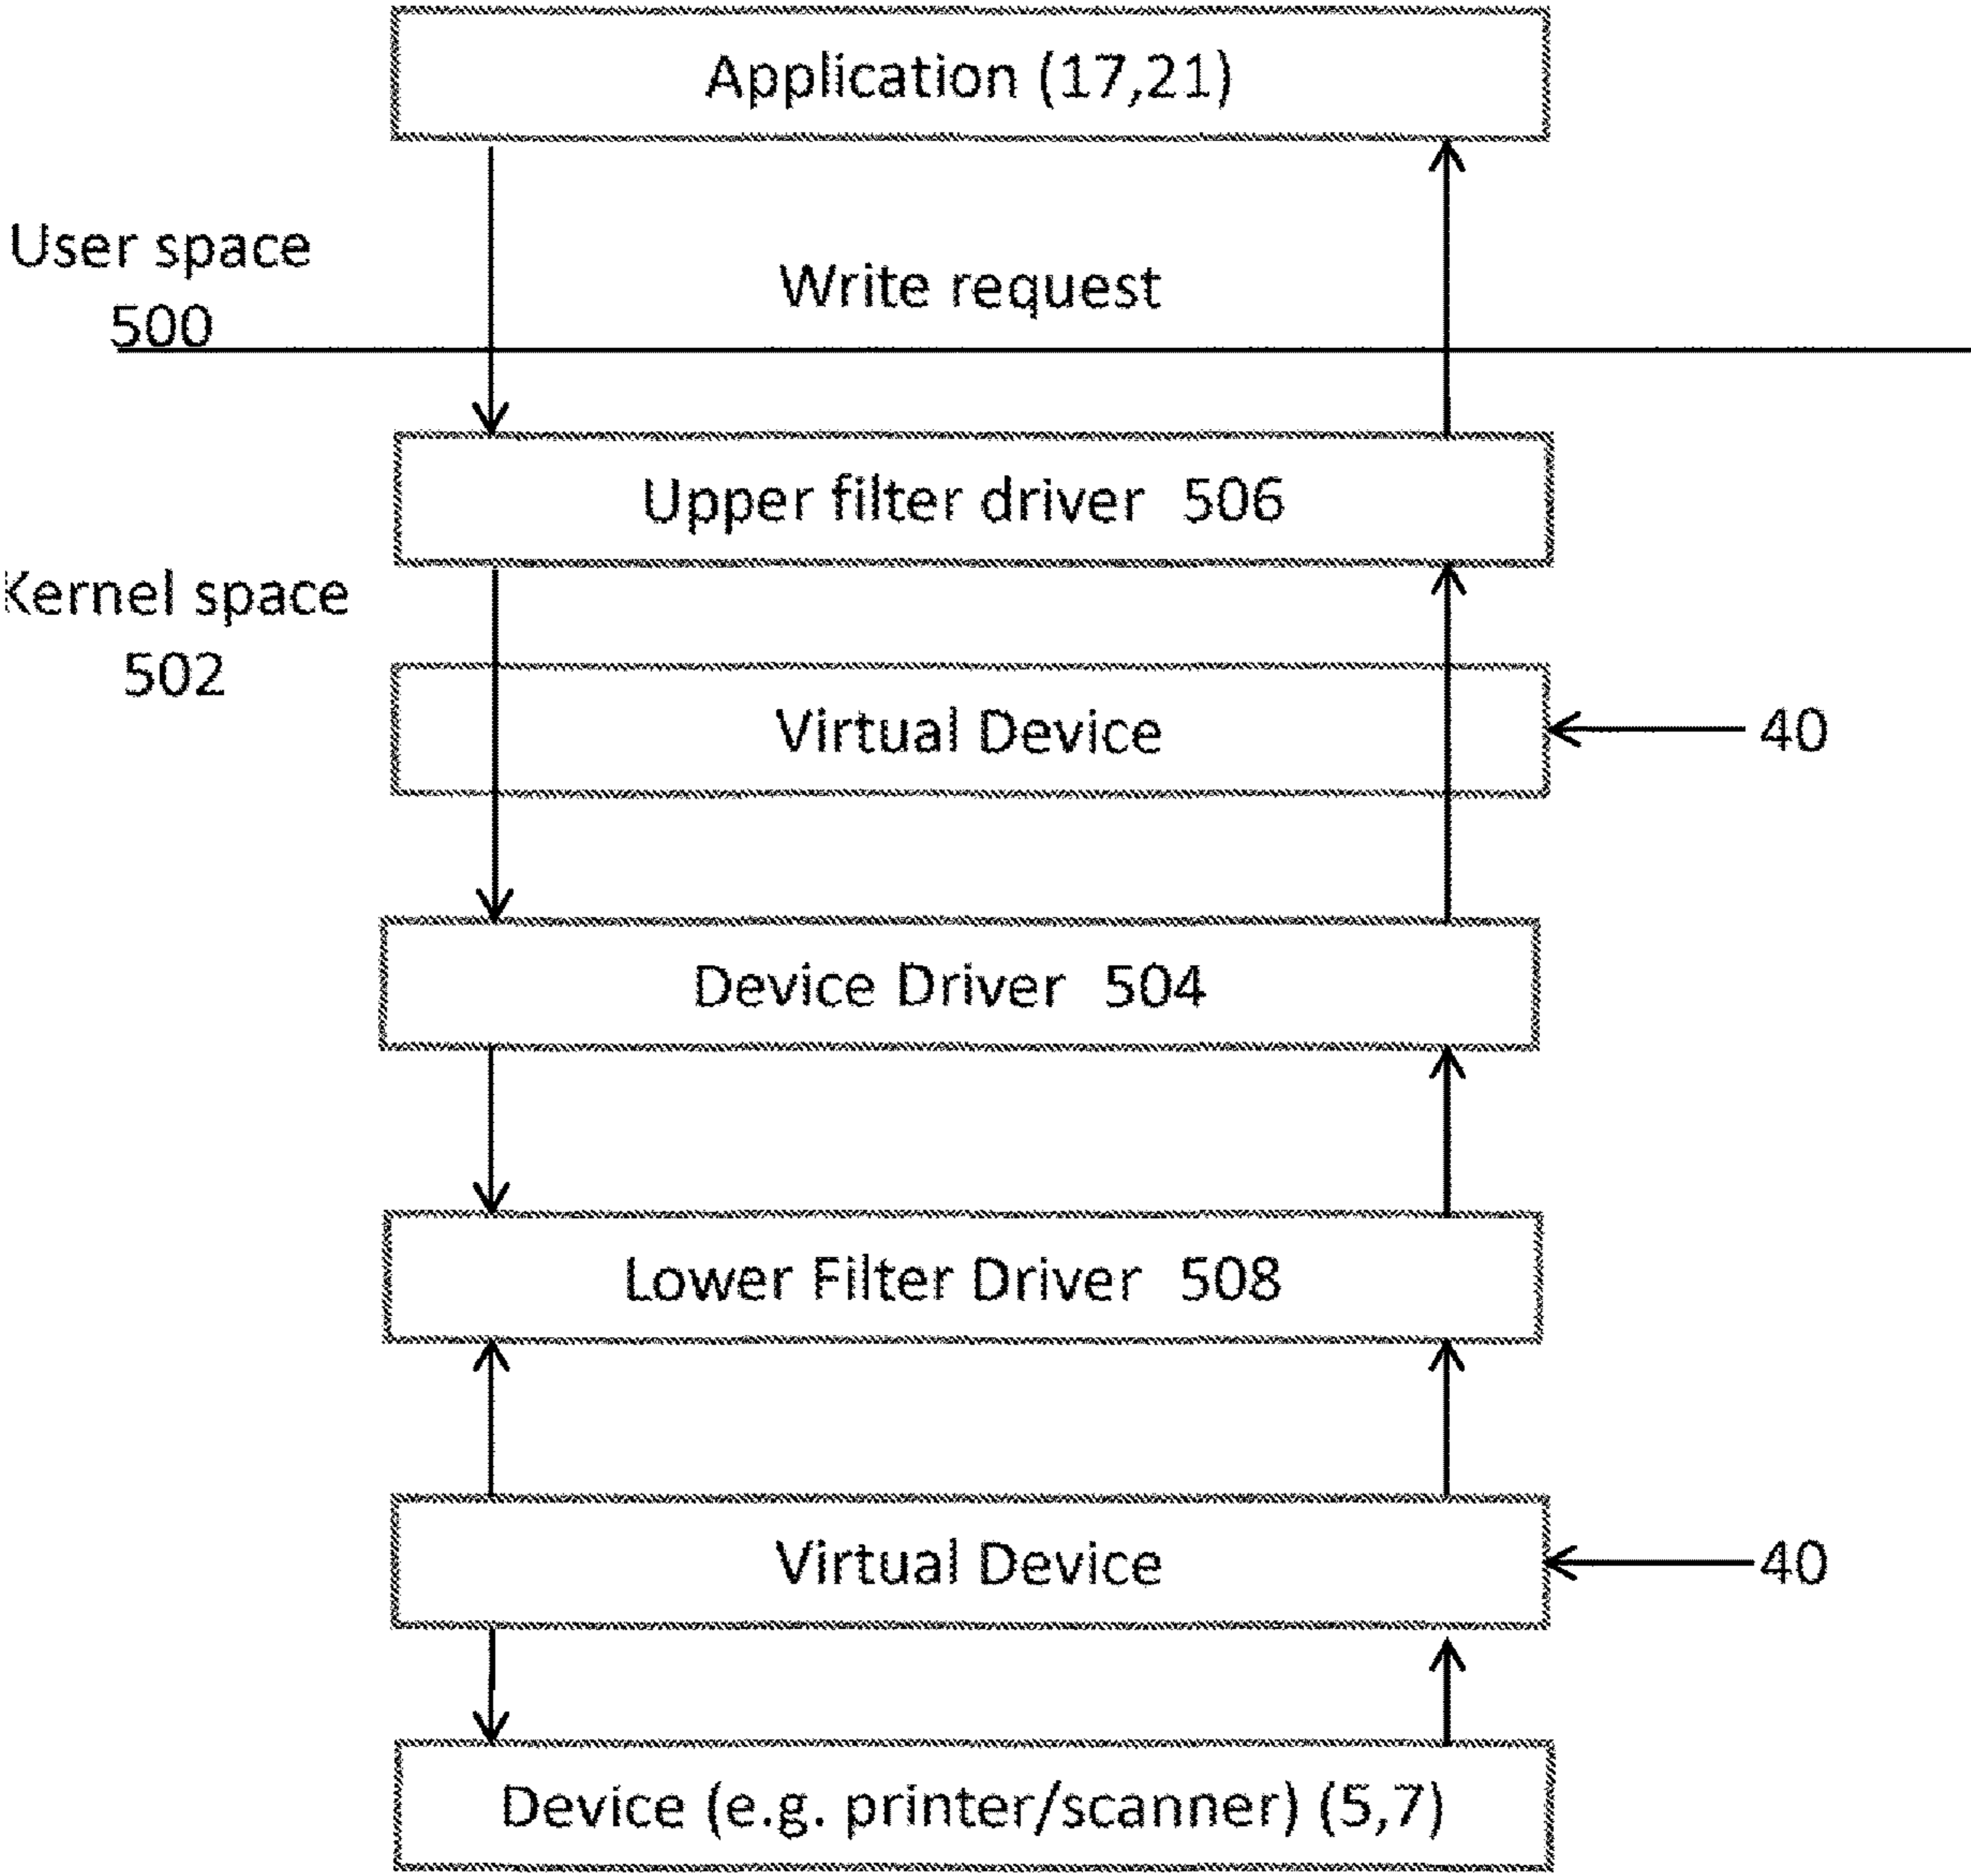 Application (17,21)
User space
500
Write request
Upper filter driver 506
Kernel space
502
Virtual Device
40
Device Driver 504
Lower Filter Driver 508
Virtual Device
40
Device (e.g. printer/scanner) (5,7)